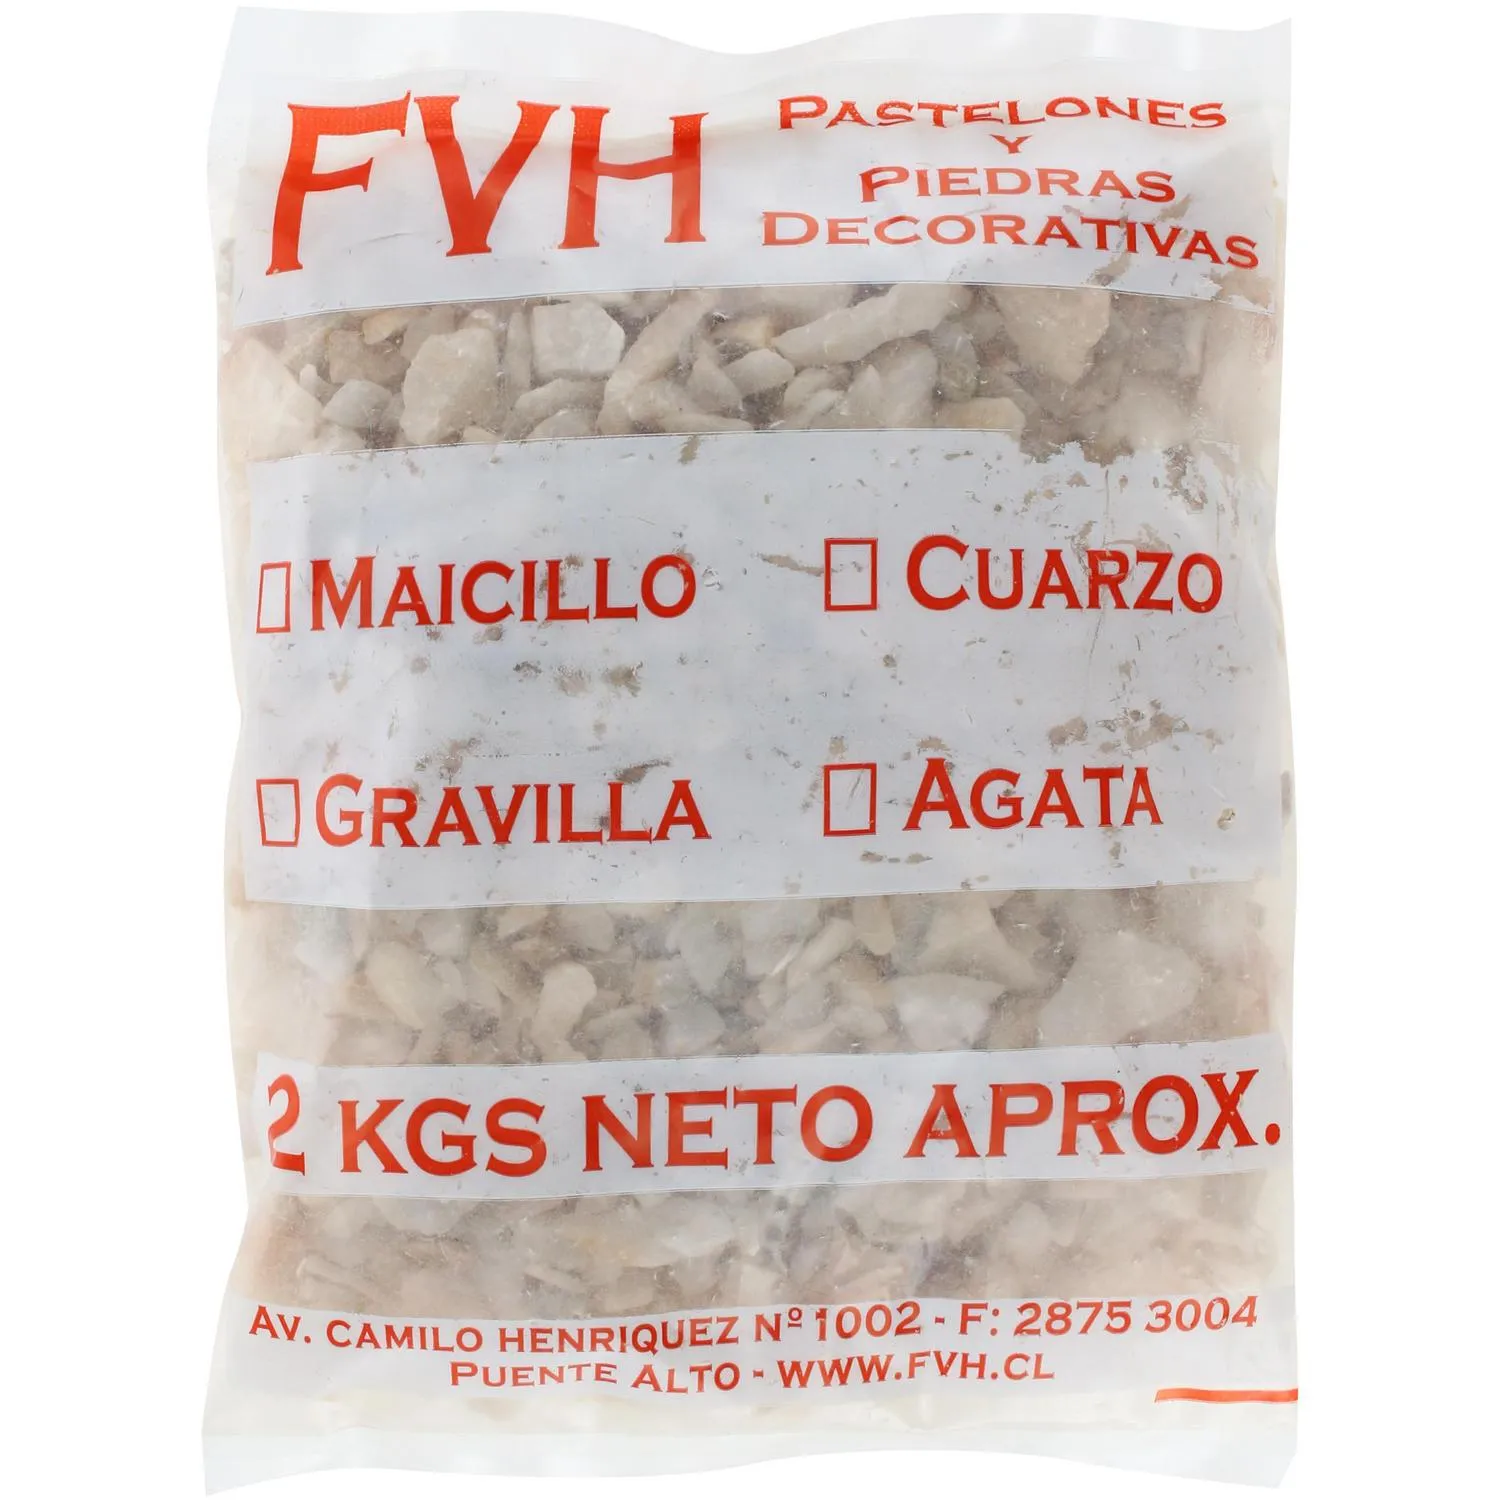 FVH
PASTELONES
Y
PIEDRAS
DECORATIVAS
MAICILLO
CUARZO
GRAVILLA
AGATA
2 KGS NETO APROX.
AV. CAMILO HENRIQUEZ Nº 1002 - F: 2875 3004
PUENTE ALTO - WWW.FVH.CL